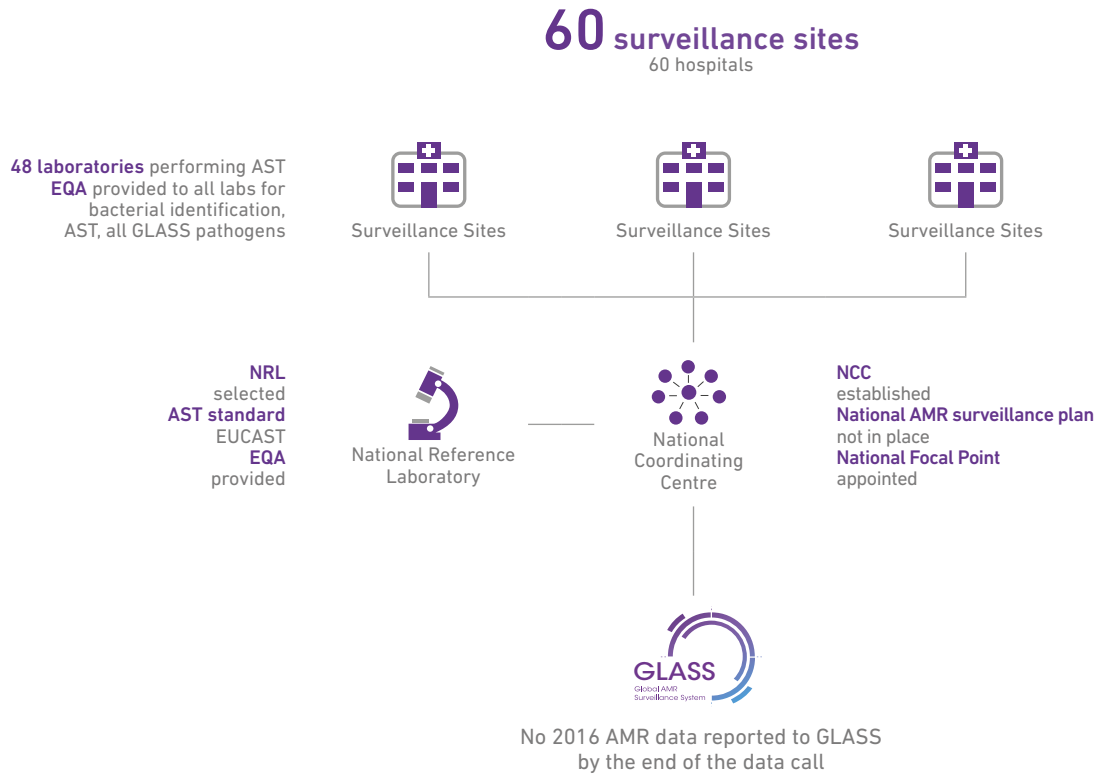 60 surveillance sites
60 hospitals
48 laboratories performing AST
EQA provided to all labs for
bacterial identification,
AST, all GLASS pathogens
Surveillance Sites
Surveillance Sites
Surveillance Sites
NRL
selected
AST standard
EUCAST
EQA
provided
National Reference
Laboratory
National
Coordinating
Centre
NCC
established
National AMR surveillance plan
not in place
National Focal Point
appointed
GLASS
Global AMR
Surveillance System
No 2016 AMR data reported to GLASS
by the end of the data call